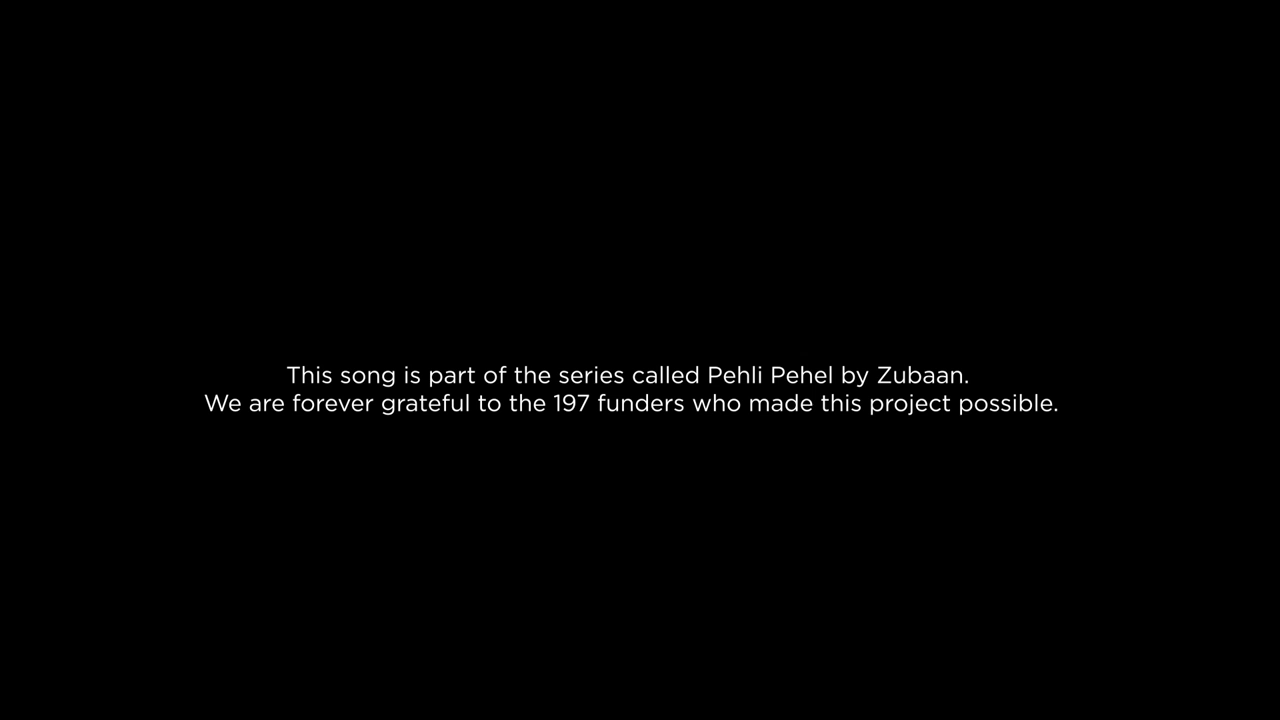 This song is part of the series called Pehli Pehel by Zubaan.
We are forever grateful to the 197 funders who made this project possible.